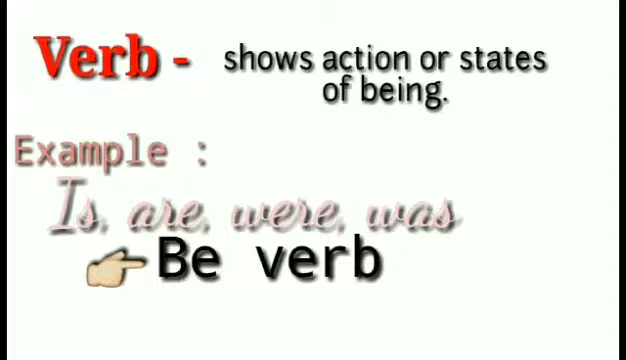 Verb - shows action or states
of being.
Example :
Is, are, were, was
Be verb